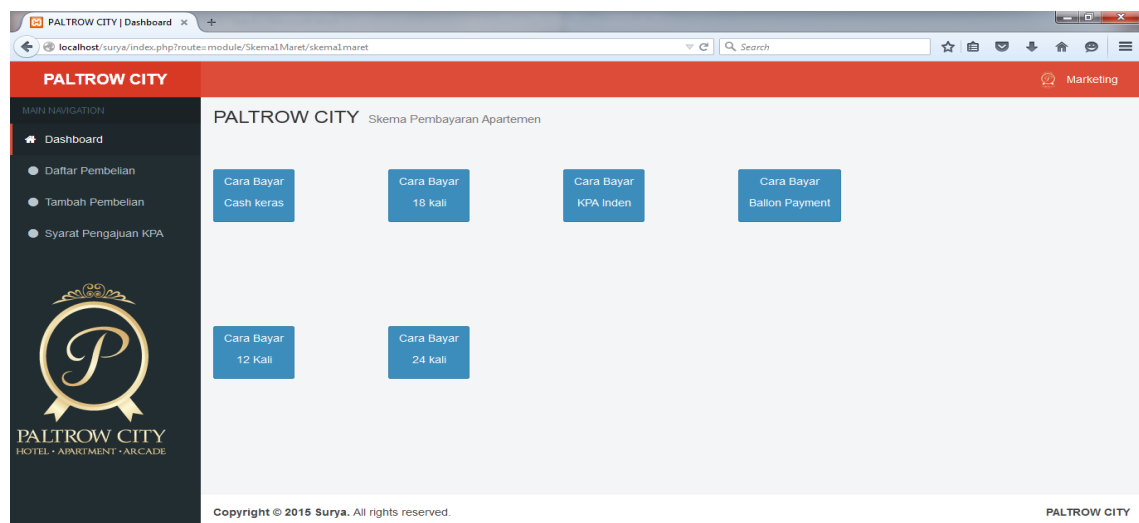 PALTROW CITY | Dashboard
localhost/surya/index.php?route=module/Skema1Maret/skema1maret
Search
PALTROW CITY
Marketing
MAIN NAVIGATION
Dashboard
Daftar Pembelian
Tambah Pembelian
Syarat Pengajuan KPA
P
PALTROW CITY
HOTEL • APARTMENT • ARCADE
PALTROW CITY Skema Pembayaran Apartemen
Cara Bayar
Cash keras
Cara Bayar
18 kali
Cara Bayar
KPA Inden
Cara Bayar
Ballon Payment
Cara Bayar
12 Kali
Cara Bayar
24 kali
Copyright © 2015 Surya. All rights reserved.
PALTROW CITY